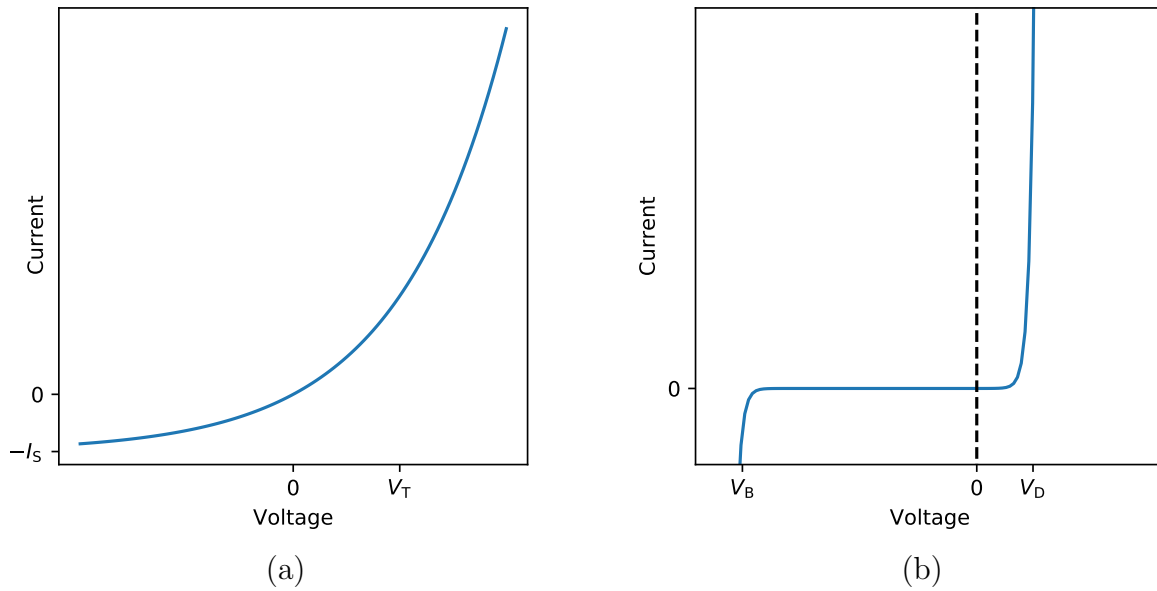 Current
0
−I_S
0
V_T
Voltage
(a)
Current
0
V_B
0
V_D
Voltage
(b)